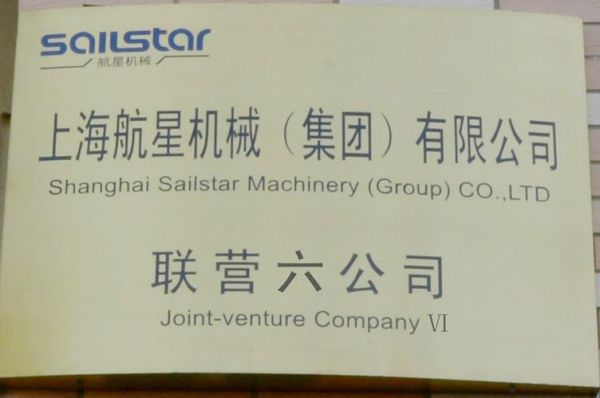 sailstar
航星机械
上海航星机械（集团）有限公司
Shanghai Sailstar Machinery (Group) CO.,LTD
联营六公司
Joint-venture Company Ⅵ